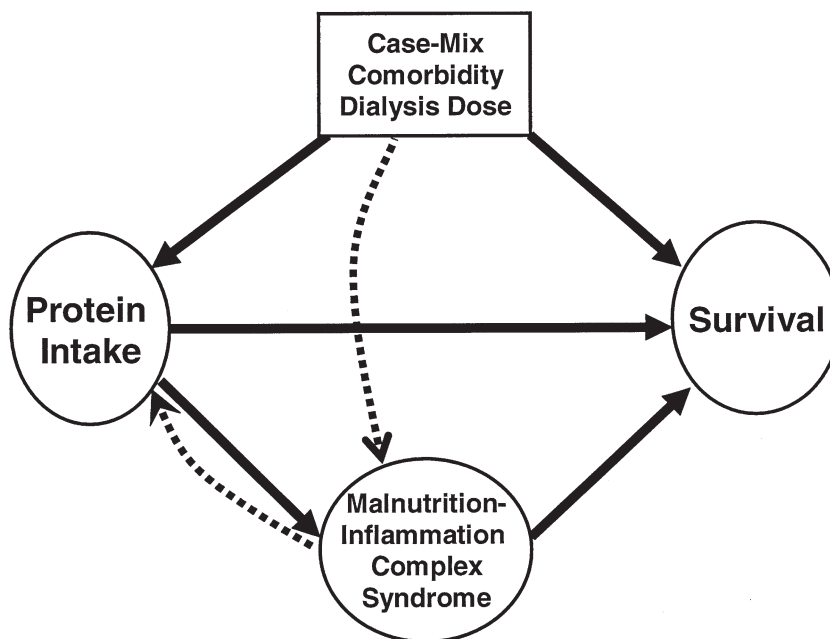 Case-Mix
Comorbidity
Dialysis Dose
Protein
Intake
Survival
Malnutrition-
Inflammation
Complex
Syndrome